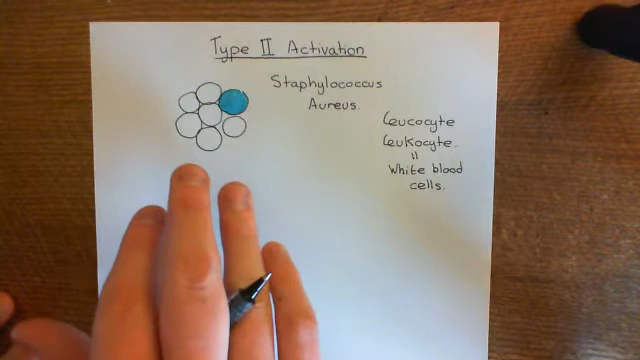 Type II Activation
Staphylococcus
Aureus.
Leucocyte
Leukocyte.
=
White blood
cells.